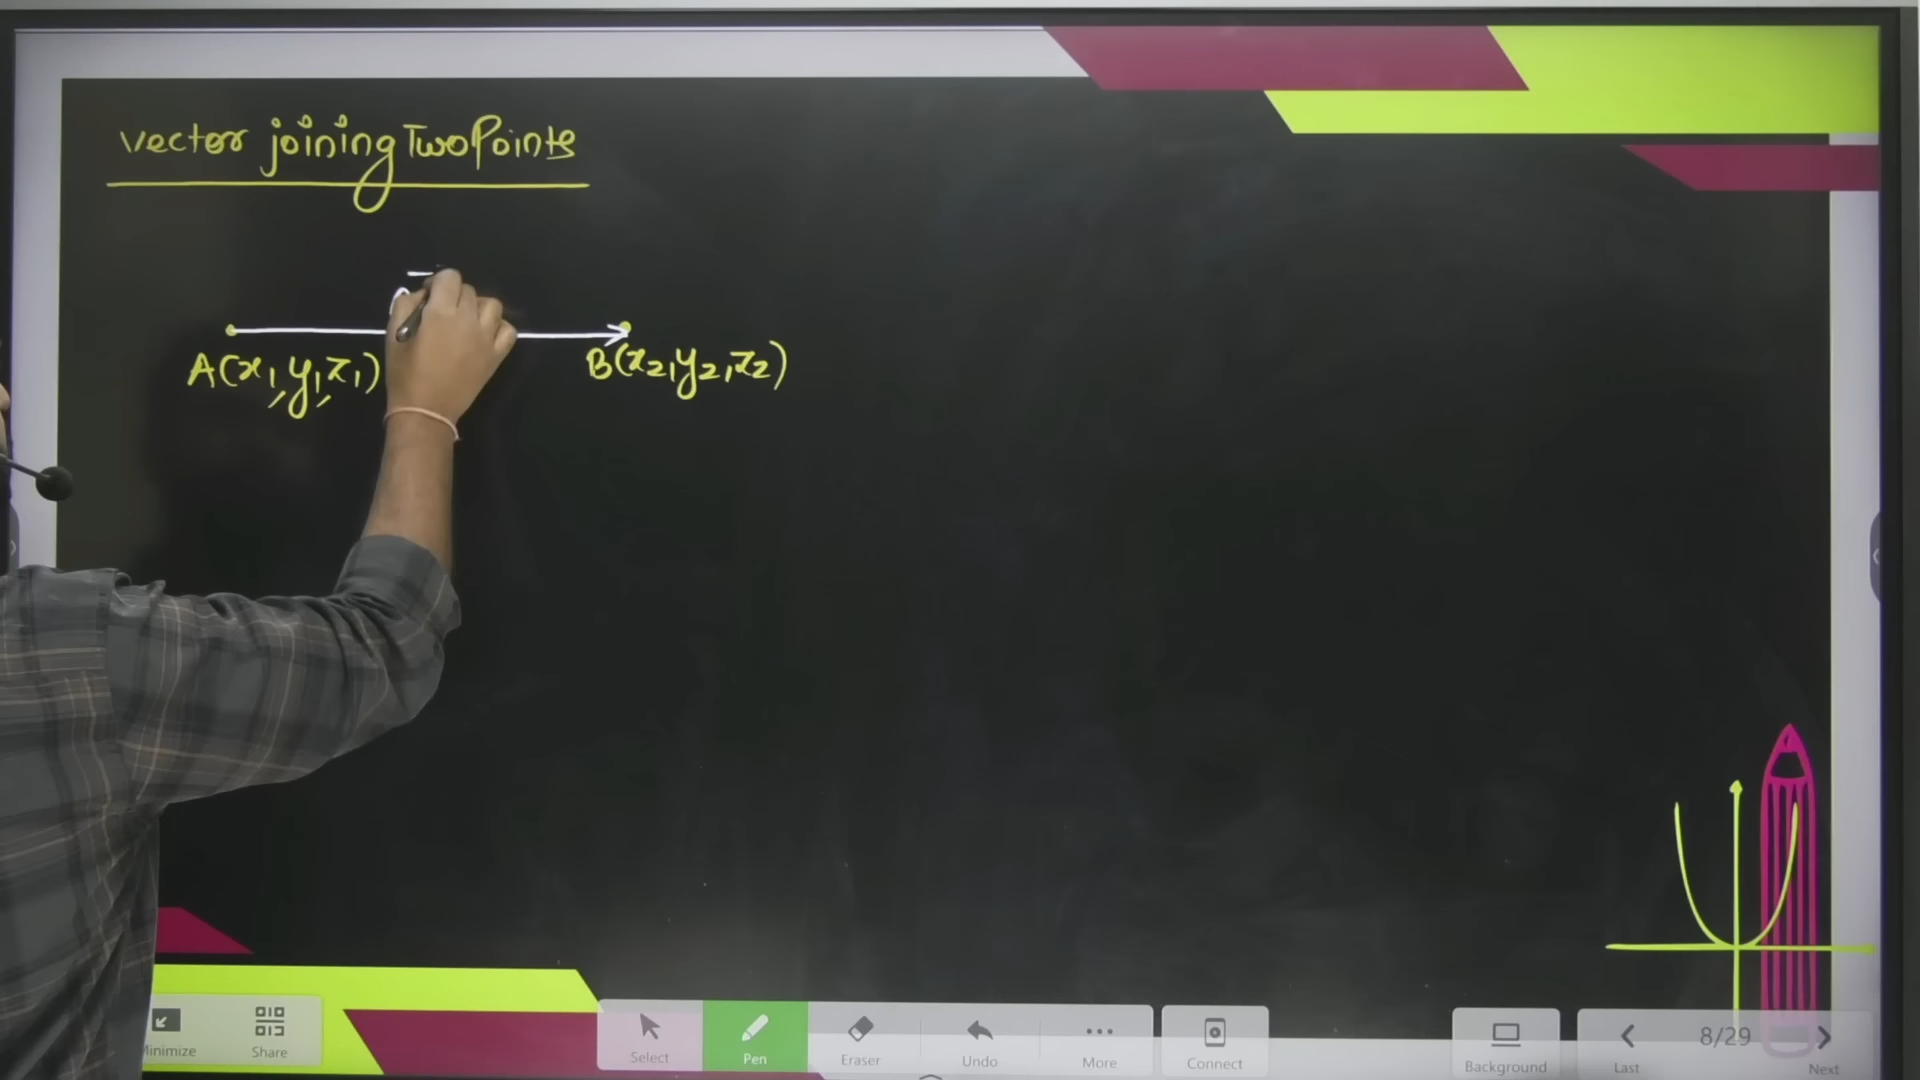 vector joining Two Points
A(x₁, y₁, z₁)
B(x₂, y₂, z₂)
Minimize
Share
Select
Pen
Eraser
Undo
More
Connect
Background
Last
8/29
Next